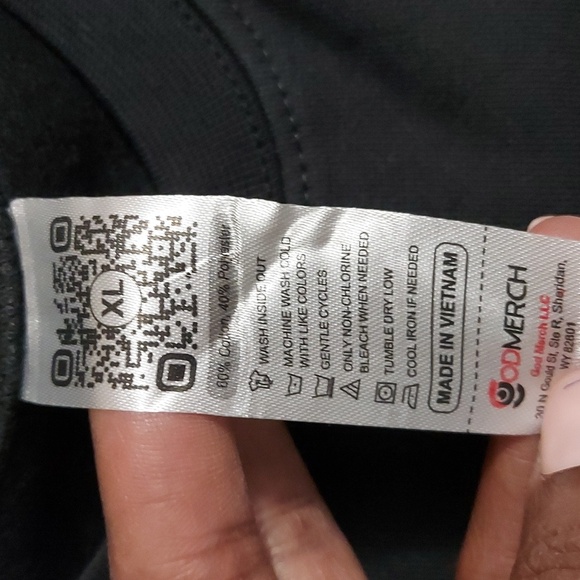 XL
60% Cotton 40% Polyester
WASH INSIDE OUT
MACHINE WASH COLD
WITH LIKE COLORS
GENTLE CYCLES
ONLY NON-CHLORINE
BLEACH WHEN NEEDED
TUMBLE DRY LOW
COOL IRON IF NEEDED
MADE IN VIETNAM
GODMERCH
God Merch LLC
30 N Gould St, Ste R, Sheridan,
WY 82801